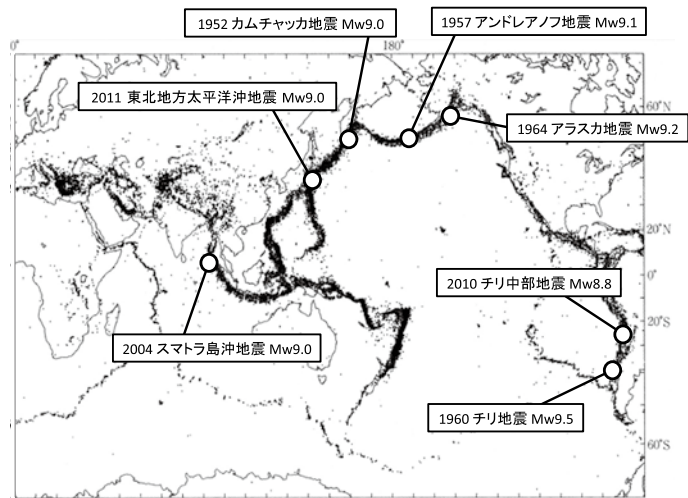 1952 カムチャッカ地震 Mw9.0
1957 アンドレアノフ地震 Mw9.1
0°
180°
2011 東北地方太平洋沖地震 Mw9.0
60°N
1964 アラスカ地震 Mw9.2
20°N
0°
2010 チリ中部地震 Mw8.8
20°S
2004 スマトラ島沖地震 Mw9.0
1960 チリ地震 Mw9.5
60°S